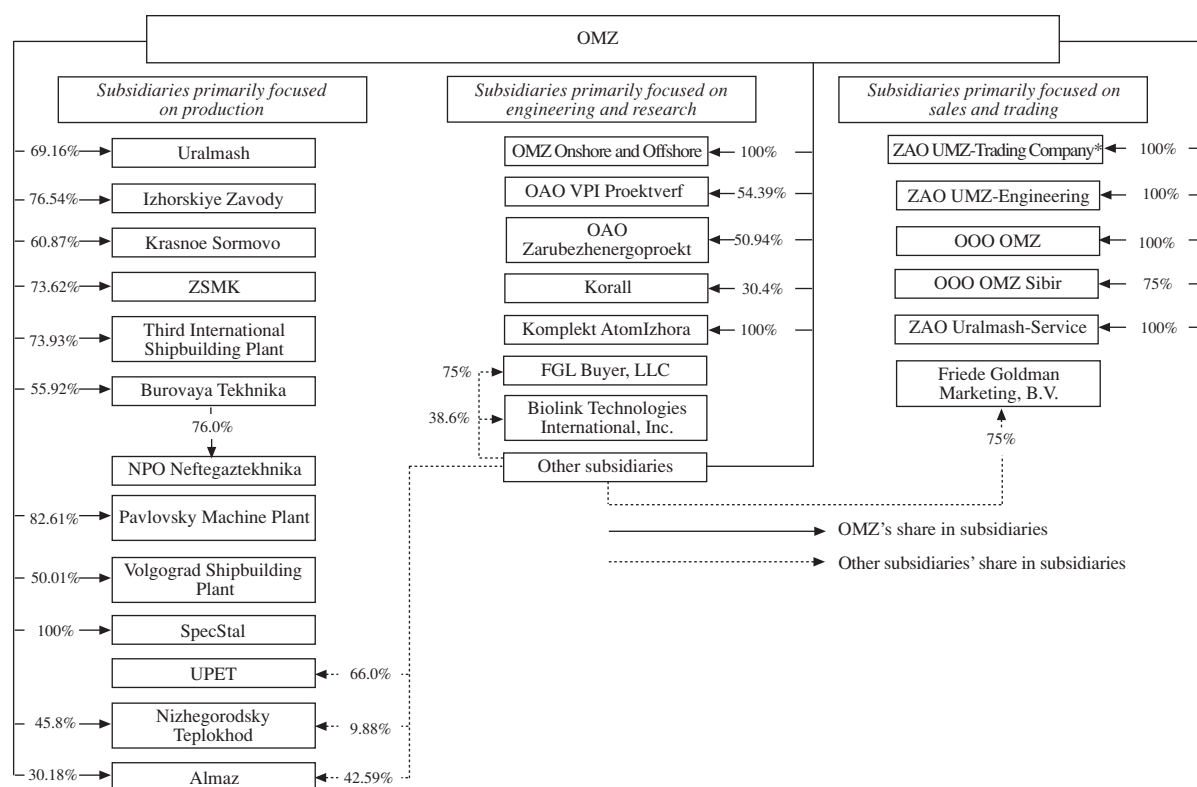 OMZ
Subsidiaries primarily focused
on production
69.16%
Uralmash
76.54%
Izhorskiye Zavody
60.87%
Krasnoe Sormovo
73.62%
ZSMK
73.93%
Third International
Shipbuilding Plant
55.92%
Burovaya Tekhnika
76.0%
NPO Neftegaztekhnika
82.61%
Pavlovsky Machine Plant
50.01%
Volgograd Shipbuilding
Plant
100%
SpecStal
UPET
66.0%
45.8%
Nizhegorodsky
Teplokhod
9.88%
30.18%
Almaz
42.59%
Subsidiaries primarily focused on
engineering and research
OMZ Onshore and Offshore
100%
OAO VPI Proektverf
54.39%
OAO
Zarubezhenergoproekt
50.94%
Korall
30.4%
Komplekt AtomIzhora
100%
75%
FGL Buyer, LLC
38.6%
Biolink Technologies
International, Inc.
Other subsidiaries
Subsidiaries primarily focused on
sales and trading
ZAO UMZ-Trading Company*
100%
ZAO UMZ-Engineering
100%
OOO OMZ
100%
OOO OMZ Sibir
75%
ZAO Uralmash-Service
100%
Friede Goldman
Marketing, B.V.
75%
OMZ's share in subsidiaries
Other subsidiaries' share in subsidiaries